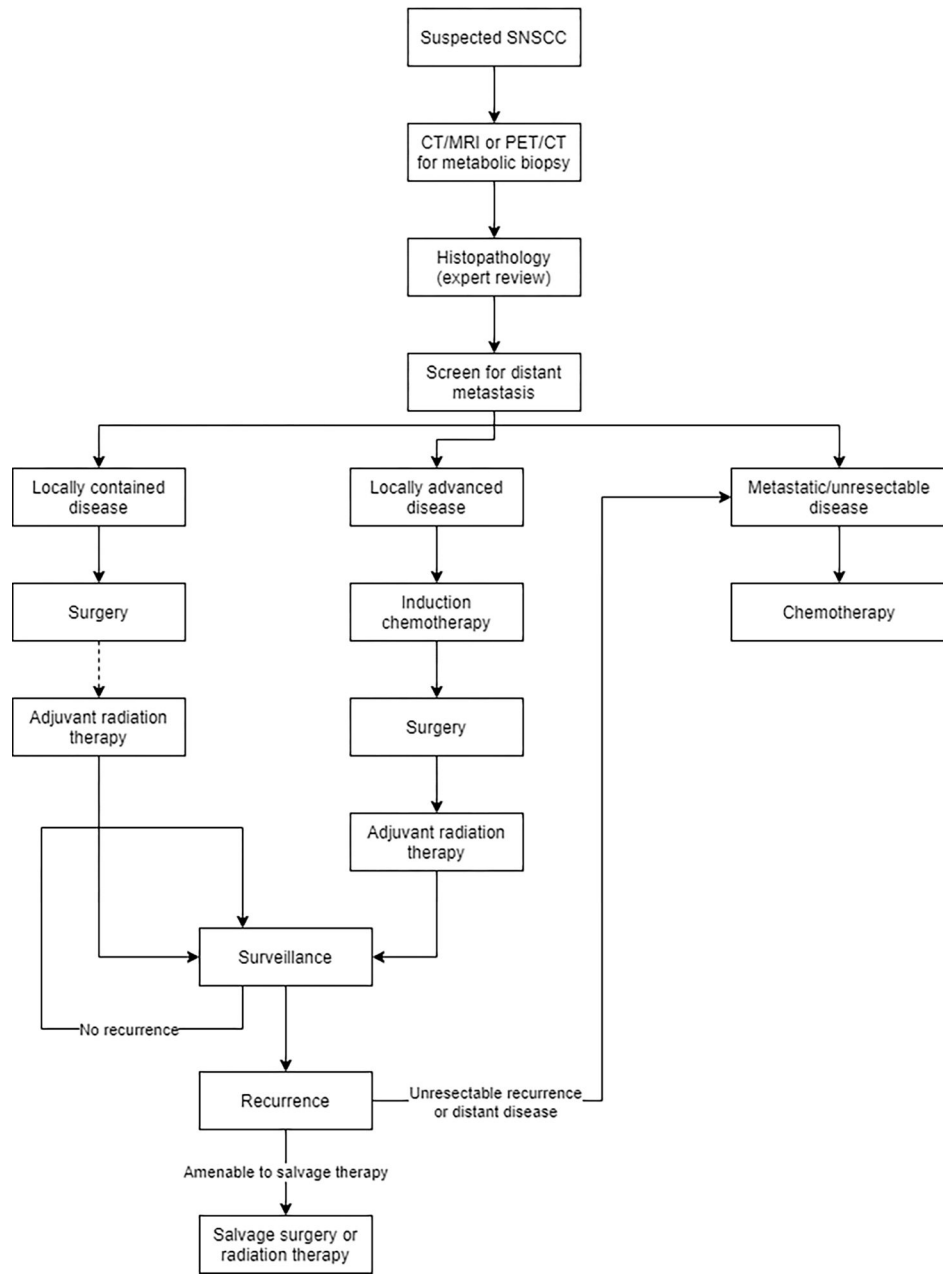 Suspected SNSCC
CT/MRI or PET/CT
for metabolic biopsy
Histopathology
(expert review)
Screen for distant
metastasis
Locally contained
disease
Locally advanced
disease
Metastatic/unresectable
disease
Surgery
Induction
chemotherapy
Chemotherapy
Adjuvant radiation
therapy
Surgery
Adjuvant radiation
therapy
Surveillance
No recurrence
Recurrence
Unresectable recurrence
or distant disease
Amenable to salvage therapy
Salvage surgery or
radiation therapy